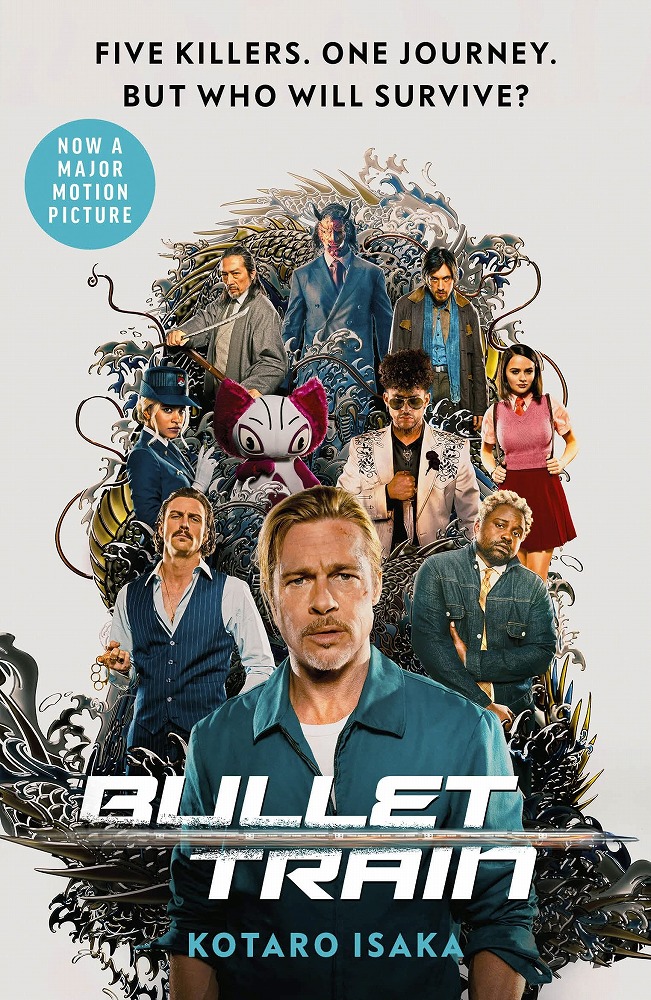 FIVE KILLERS. ONE JOURNEY.
BUT WHO WILL SURVIVE?
NOW A
MAJOR
MOTION
PICTURE
BULLET
TRAIN
KOTARO ISAKA